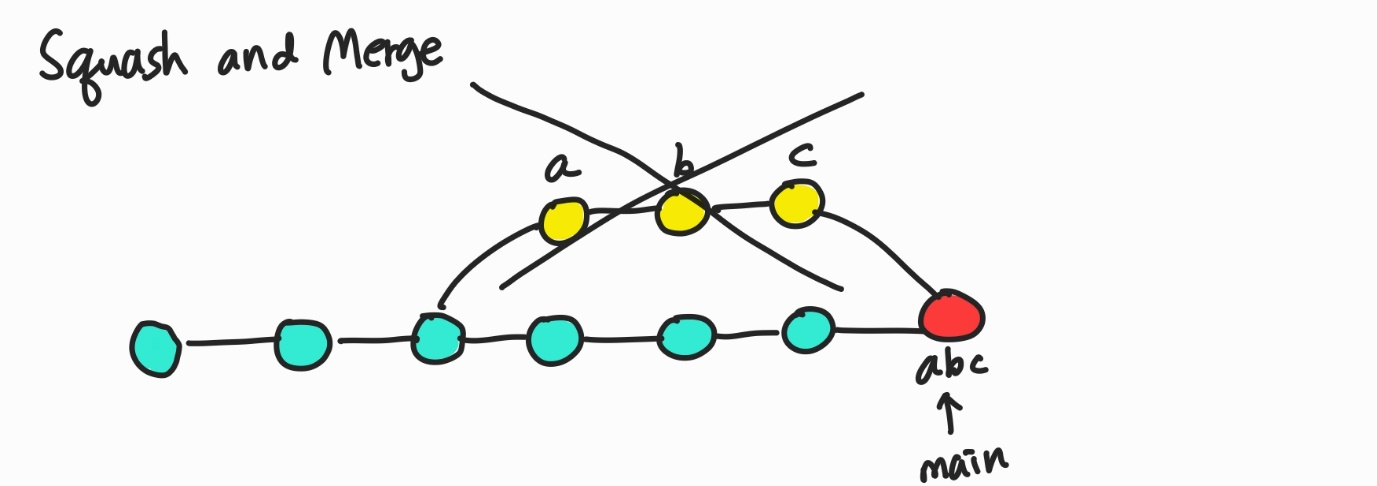 Squash and Merge
a b c
abc
main